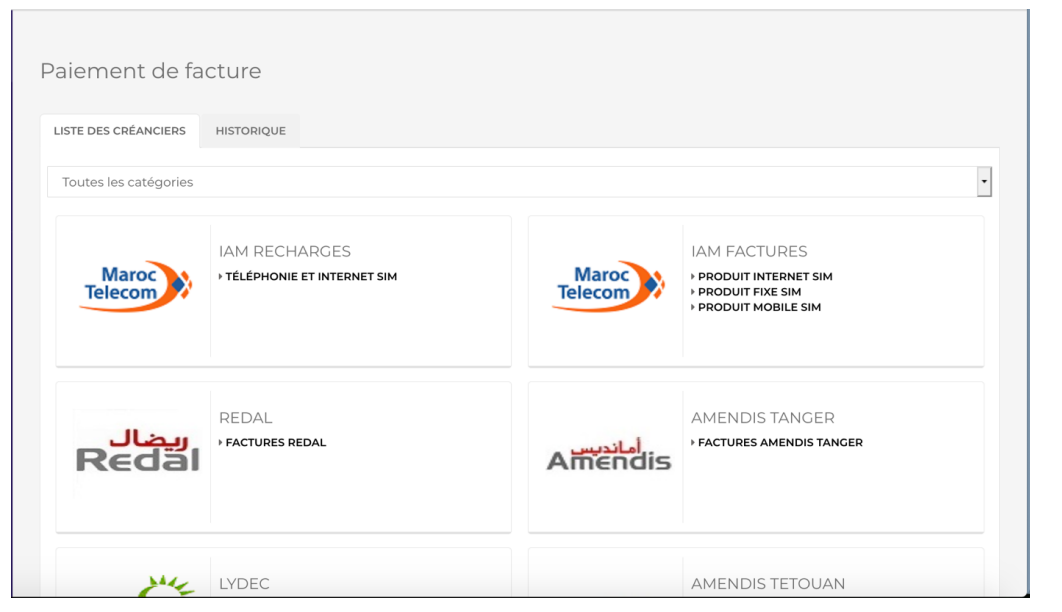 Paiement de facture
LISTE DES CRÉANCIERS
HISTORIQUE
Toutes les catégories
Maroc
Telecom
IAM RECHARGES
TÉLÉPHONIE ET INTERNET SIM
Maroc
Telecom
IAM FACTURES
PRODUIT INTERNET SIM
PRODUIT FIXE SIM
PRODUIT MOBILE SIM
ريضال
Redal
REDAL
FACTURES REDAL
أمانديس
Amendis
AMENDIS TANGER
FACTURES AMENDIS TANGER
LYDEC
AMENDIS TETOUAN